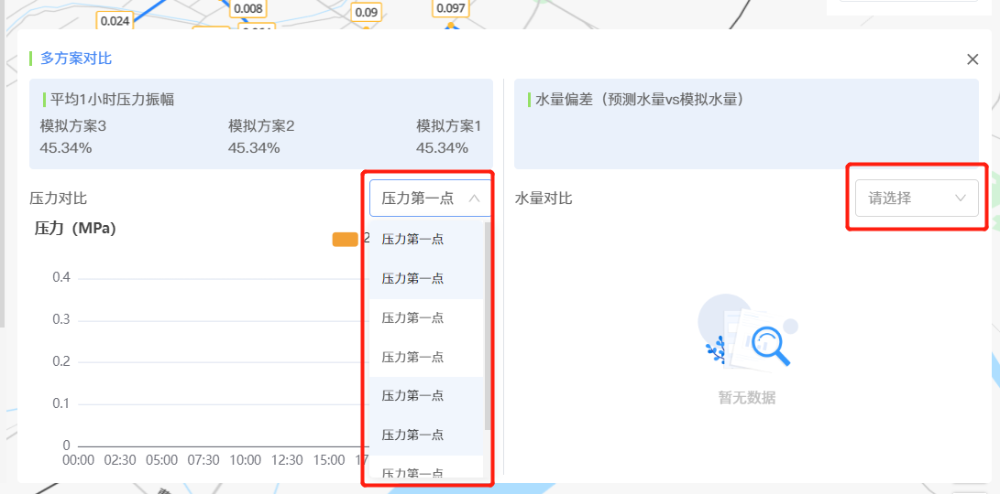 0.024
0.008
0.09
0.097
多方案对比
平均1小时压力振幅
模拟方案3
模拟方案2
模拟方案1
45.34%
45.34%
45.34%
水量偏差（预测水量vs模拟水量）
压力对比
压力第一点
水量对比
请选择
压力（MPa）
2
压力第一点
压力第一点
压力第一点
压力第一点
压力第一点
压力第一点
压力第一点
0.4
0.3
0.2
0.1
0
00:00
02:30
05:00
07:30
10:00
12:30
15:00
17
暂无数据